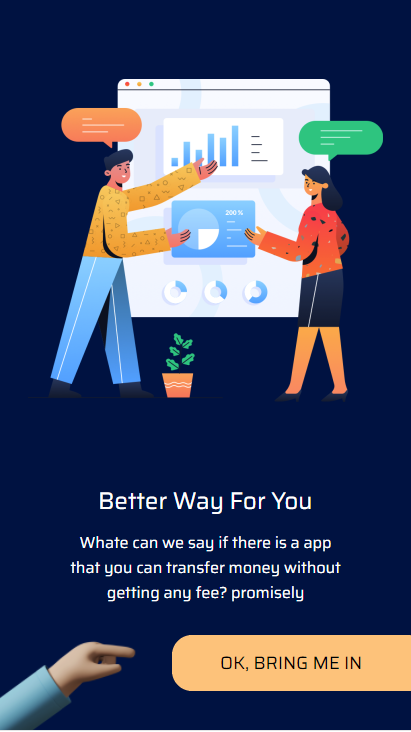 200 %
Better Way For You
Whate can we say if there is a app
that you can transfer money without
getting any fee? promisely
OK, BRING ME IN